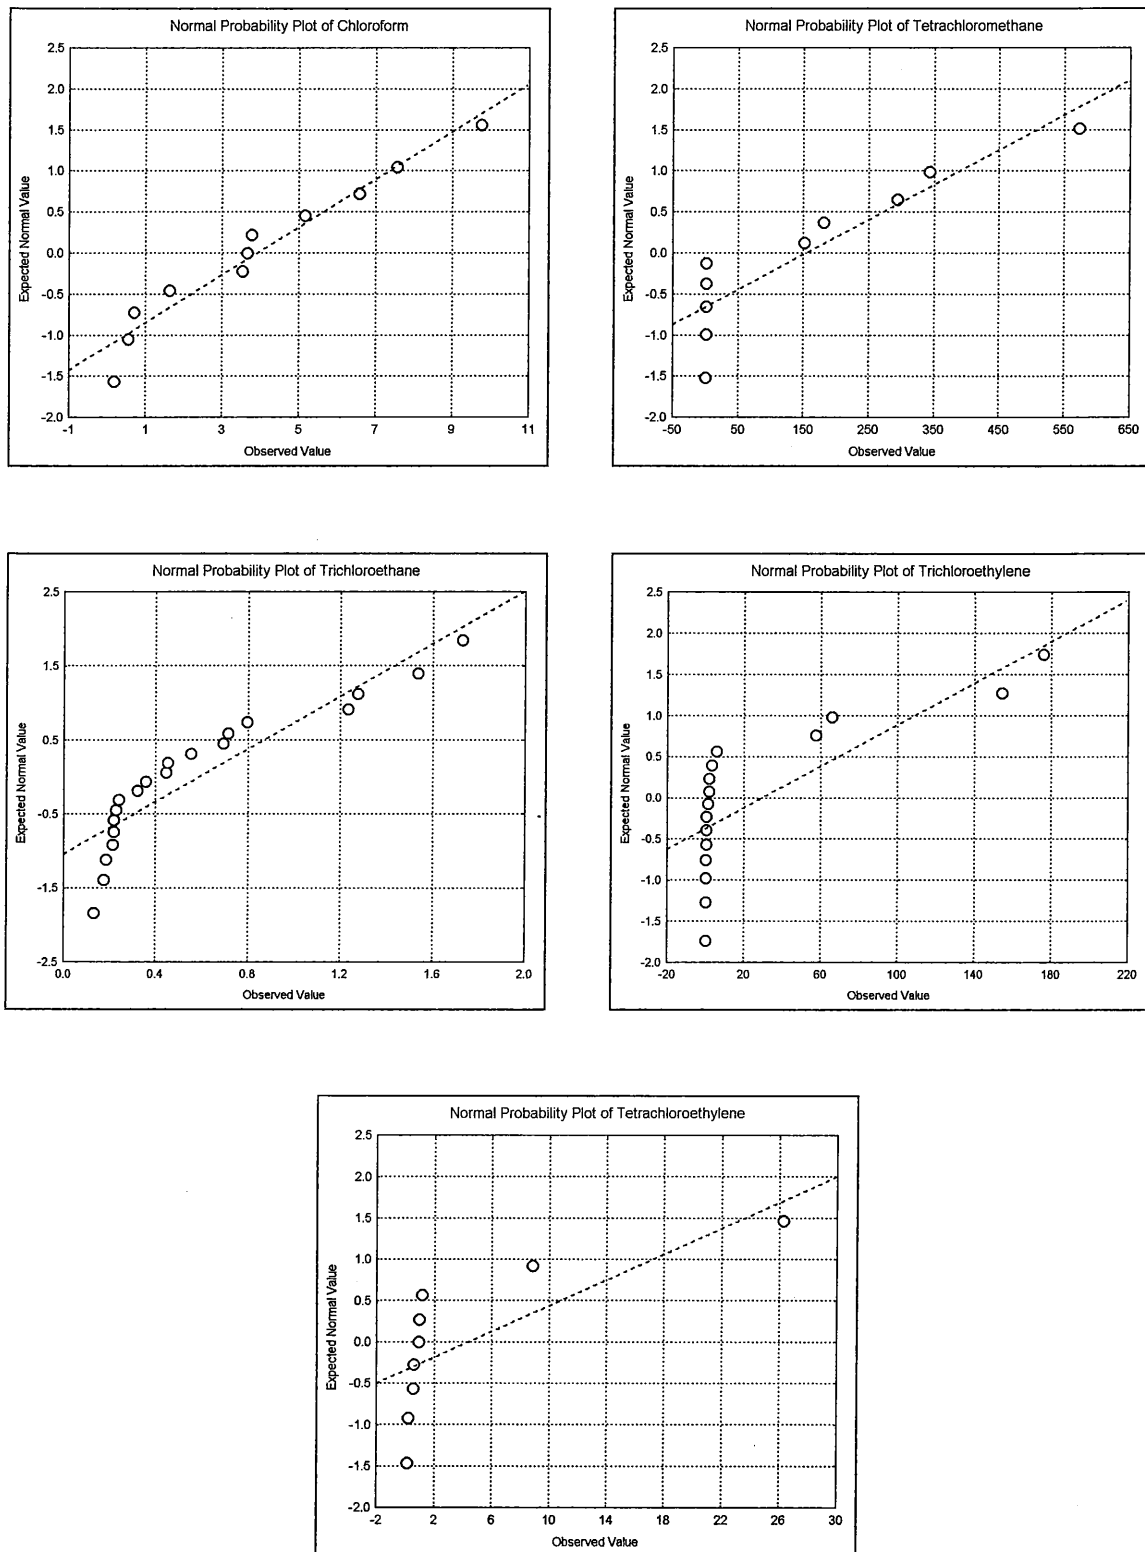 Normal Probability Plot of Chloroform
2.5
2.0
1.5
1.0
0.5
0.0
-0.5
-1.0
-1.5
-2.0
Expected Normal Value
-1 1 3 5 7 9 11
Observed Value
Normal Probability Plot of Tetrachloromethane
2.5
2.0
1.5
1.0
0.5
0.0
-0.5
-1.0
-1.5
-2.0
Expected Normal Value
-50 50 150 250 350 450 550 650
Observed Value
Normal Probability Plot of Trichloroethane
2.5
1.5
0.5
-0.5
-1.5
-2.5
Expected Normal Value
0.0 0.4 0.8 1.2 1.6 2.0
Observed Value
Normal Probability Plot of Trichloroethylene
2.5
2.0
1.5
1.0
0.5
0.0
-0.5
-1.0
-1.5
-2.0
Expected Normal Value
-20 20 60 100 140 180 220
Observed Value
Normal Probability Plot of Tetrachloroethylene
2.5
2.0
1.5
1.0
0.5
0.0
-0.5
-1.0
-1.5
-2.0
Expected Normal Value
-2 2 6 10 14 18 22 26 30
Observed Value